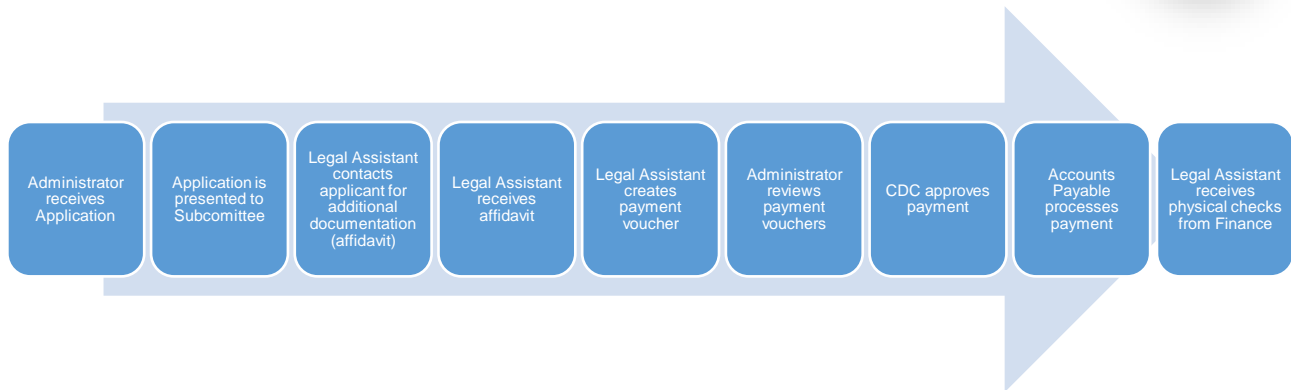 Administrator
receives
Application
Application is
presented to
Subcomittee
Legal Assistant
contacts
applicant for
additional
documentation
(affidavit)
Legal Assistant
receives
affidavit
Legal Assistant
creates
payment
voucher
Administrator
reviews
payment
vouchers
CDC approves
payment
Accounts
Payable
processes
payment
Legal Assistant
receives
physical checks
from Finance